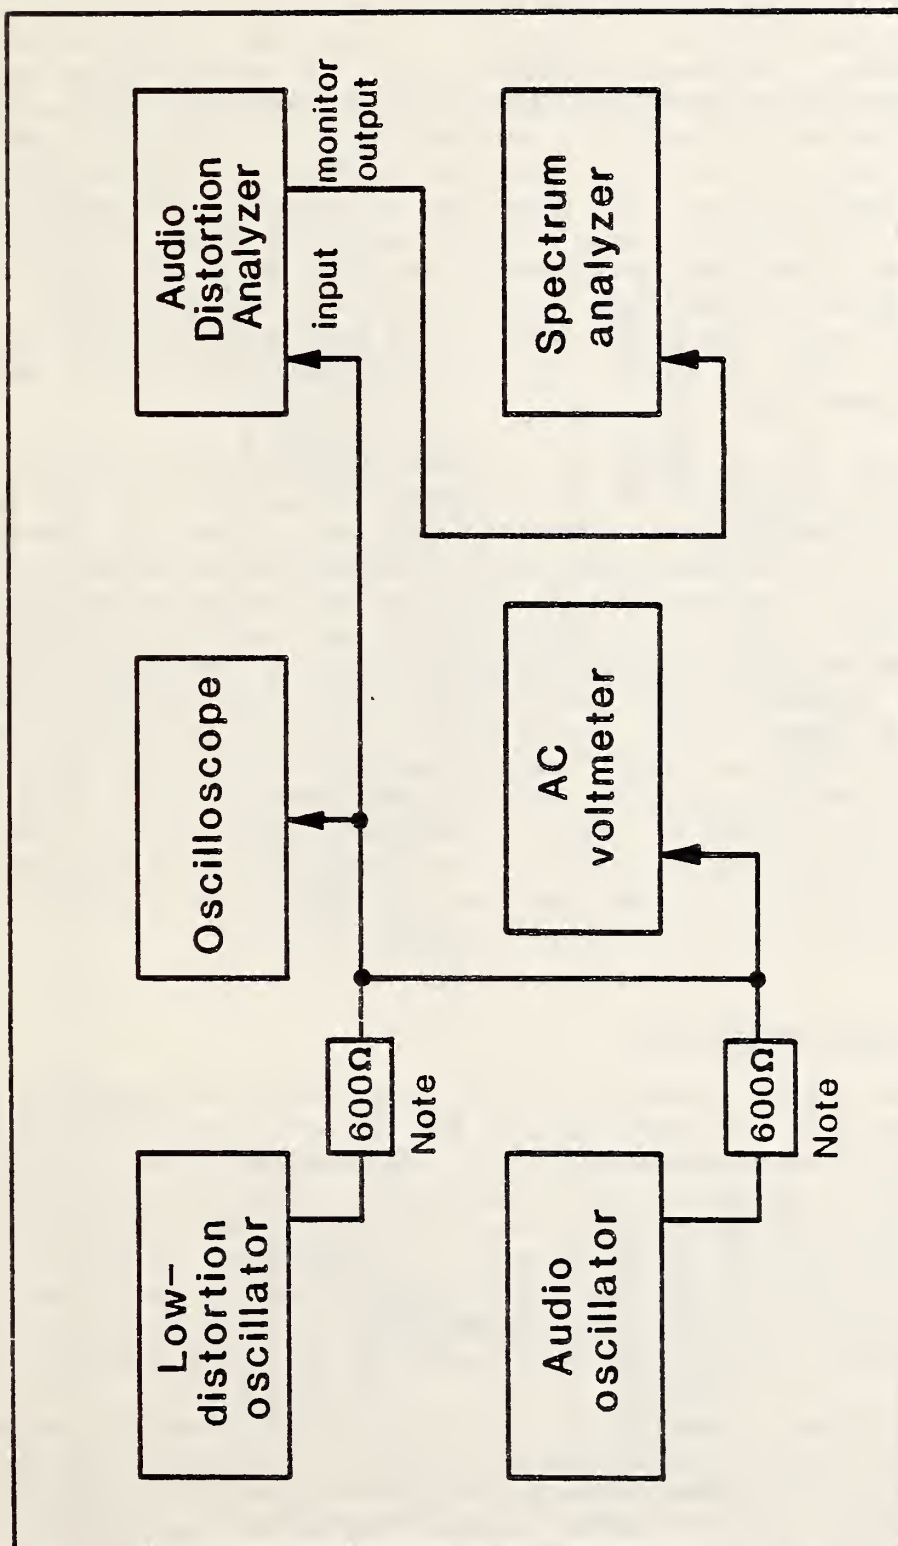 Low-
distortion
oscillator
600Ω
Note
Oscilloscope
Audio
Distortion
Analyzer
input
monitor
output
Audio
oscillator
600Ω
Note
AC
voltmeter
Spectrum
analyzer